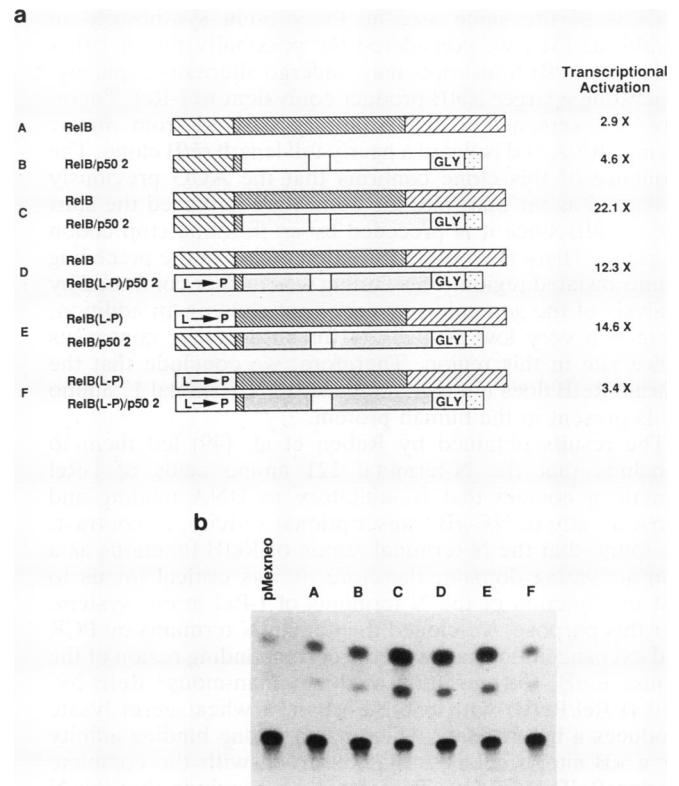 a
Transcriptional
Activation
A RelB 2.9 X
B RelB/p50 2 GLY 4.6 X
RelB
C 22.1 X
RelB/p50 2 GLY
RelB
D 12.3 X
RelB(L-P)/p50 2 L P GLY
RelB(L-P) L P
E 14.6 X
RelB/p50 2 GLY
RelB(L-P) L P
F 3.4 X
RelB(L-P)/p50 2 L P GLY
b
pMexneo
A B C D E F